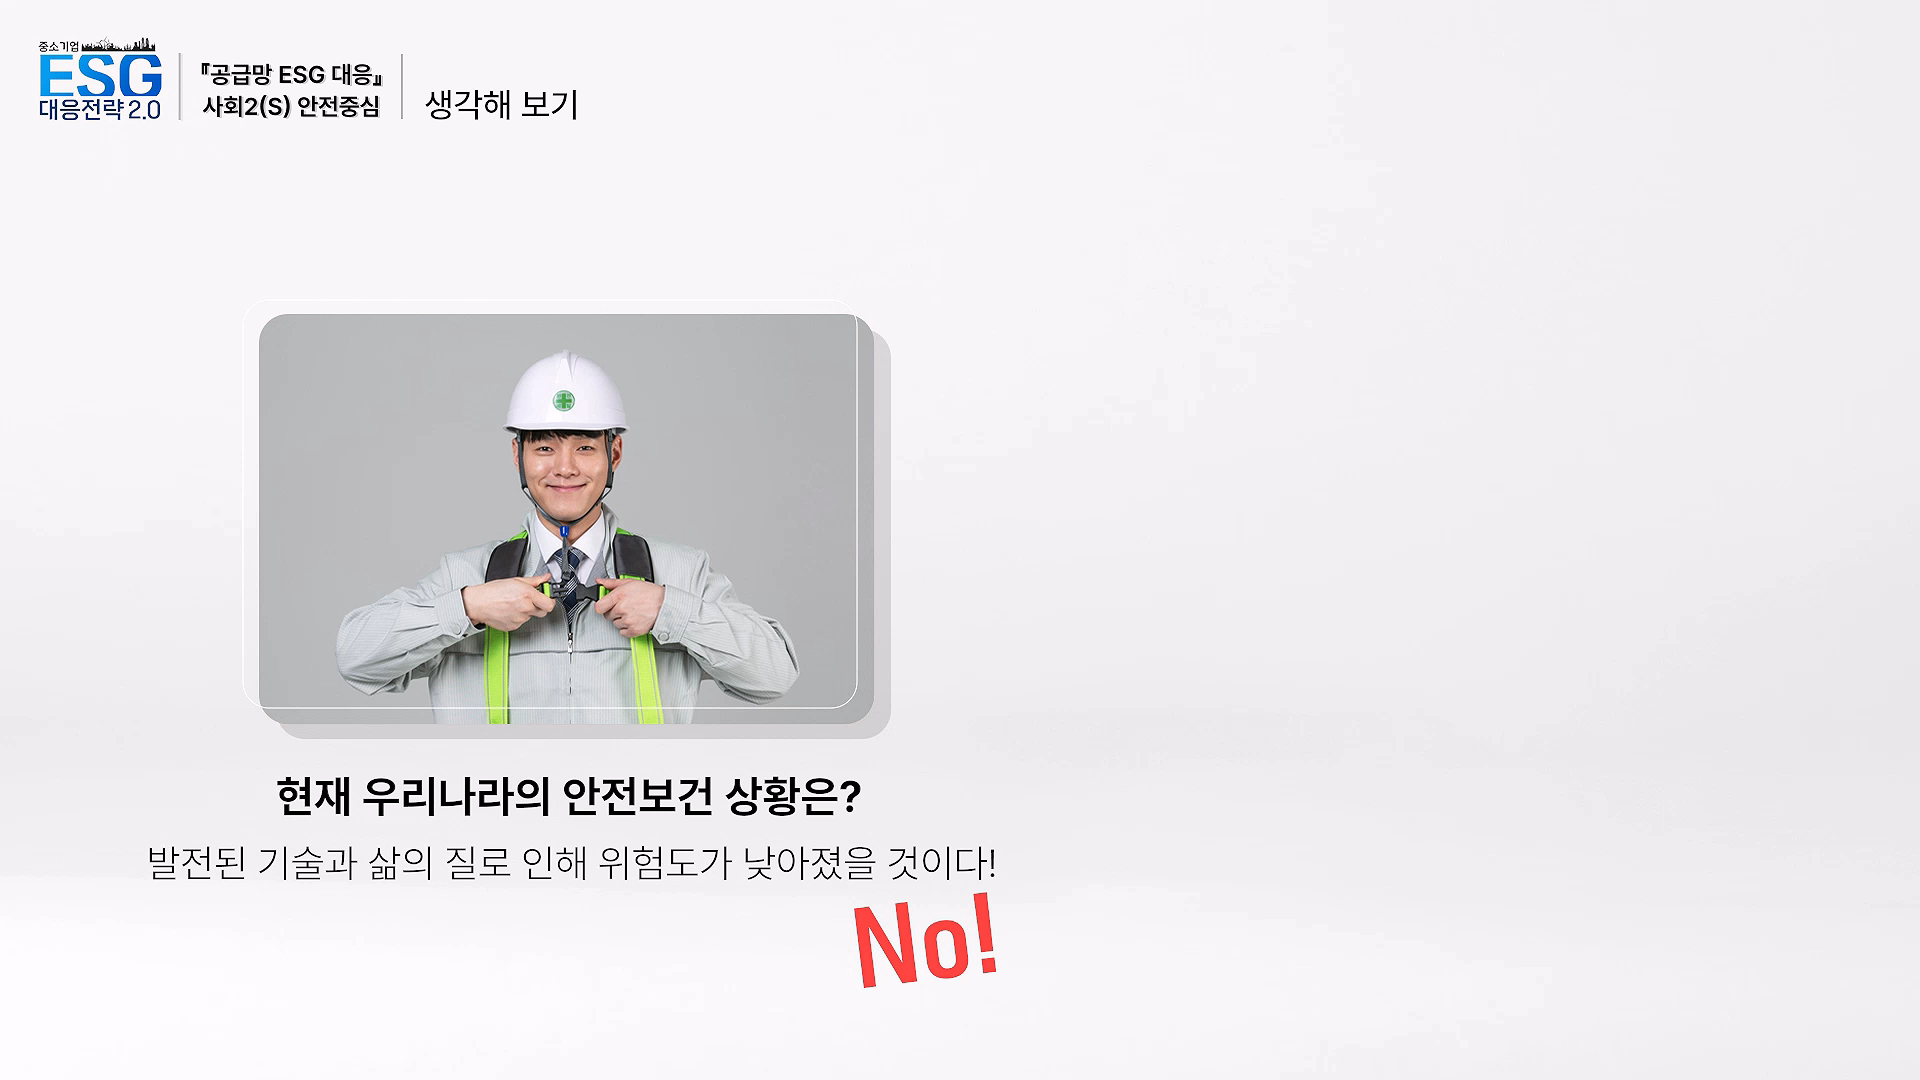 중소기업
ESG
대응전략 2.0
『공급망 ESG 대응』
사회2(S) 안전중심
생각해 보기
현재 우리나라의 안전보건 상황은?
발전된 기술과 삶의 질로 인해 위험도가 낮아졌을 것이다!
No!